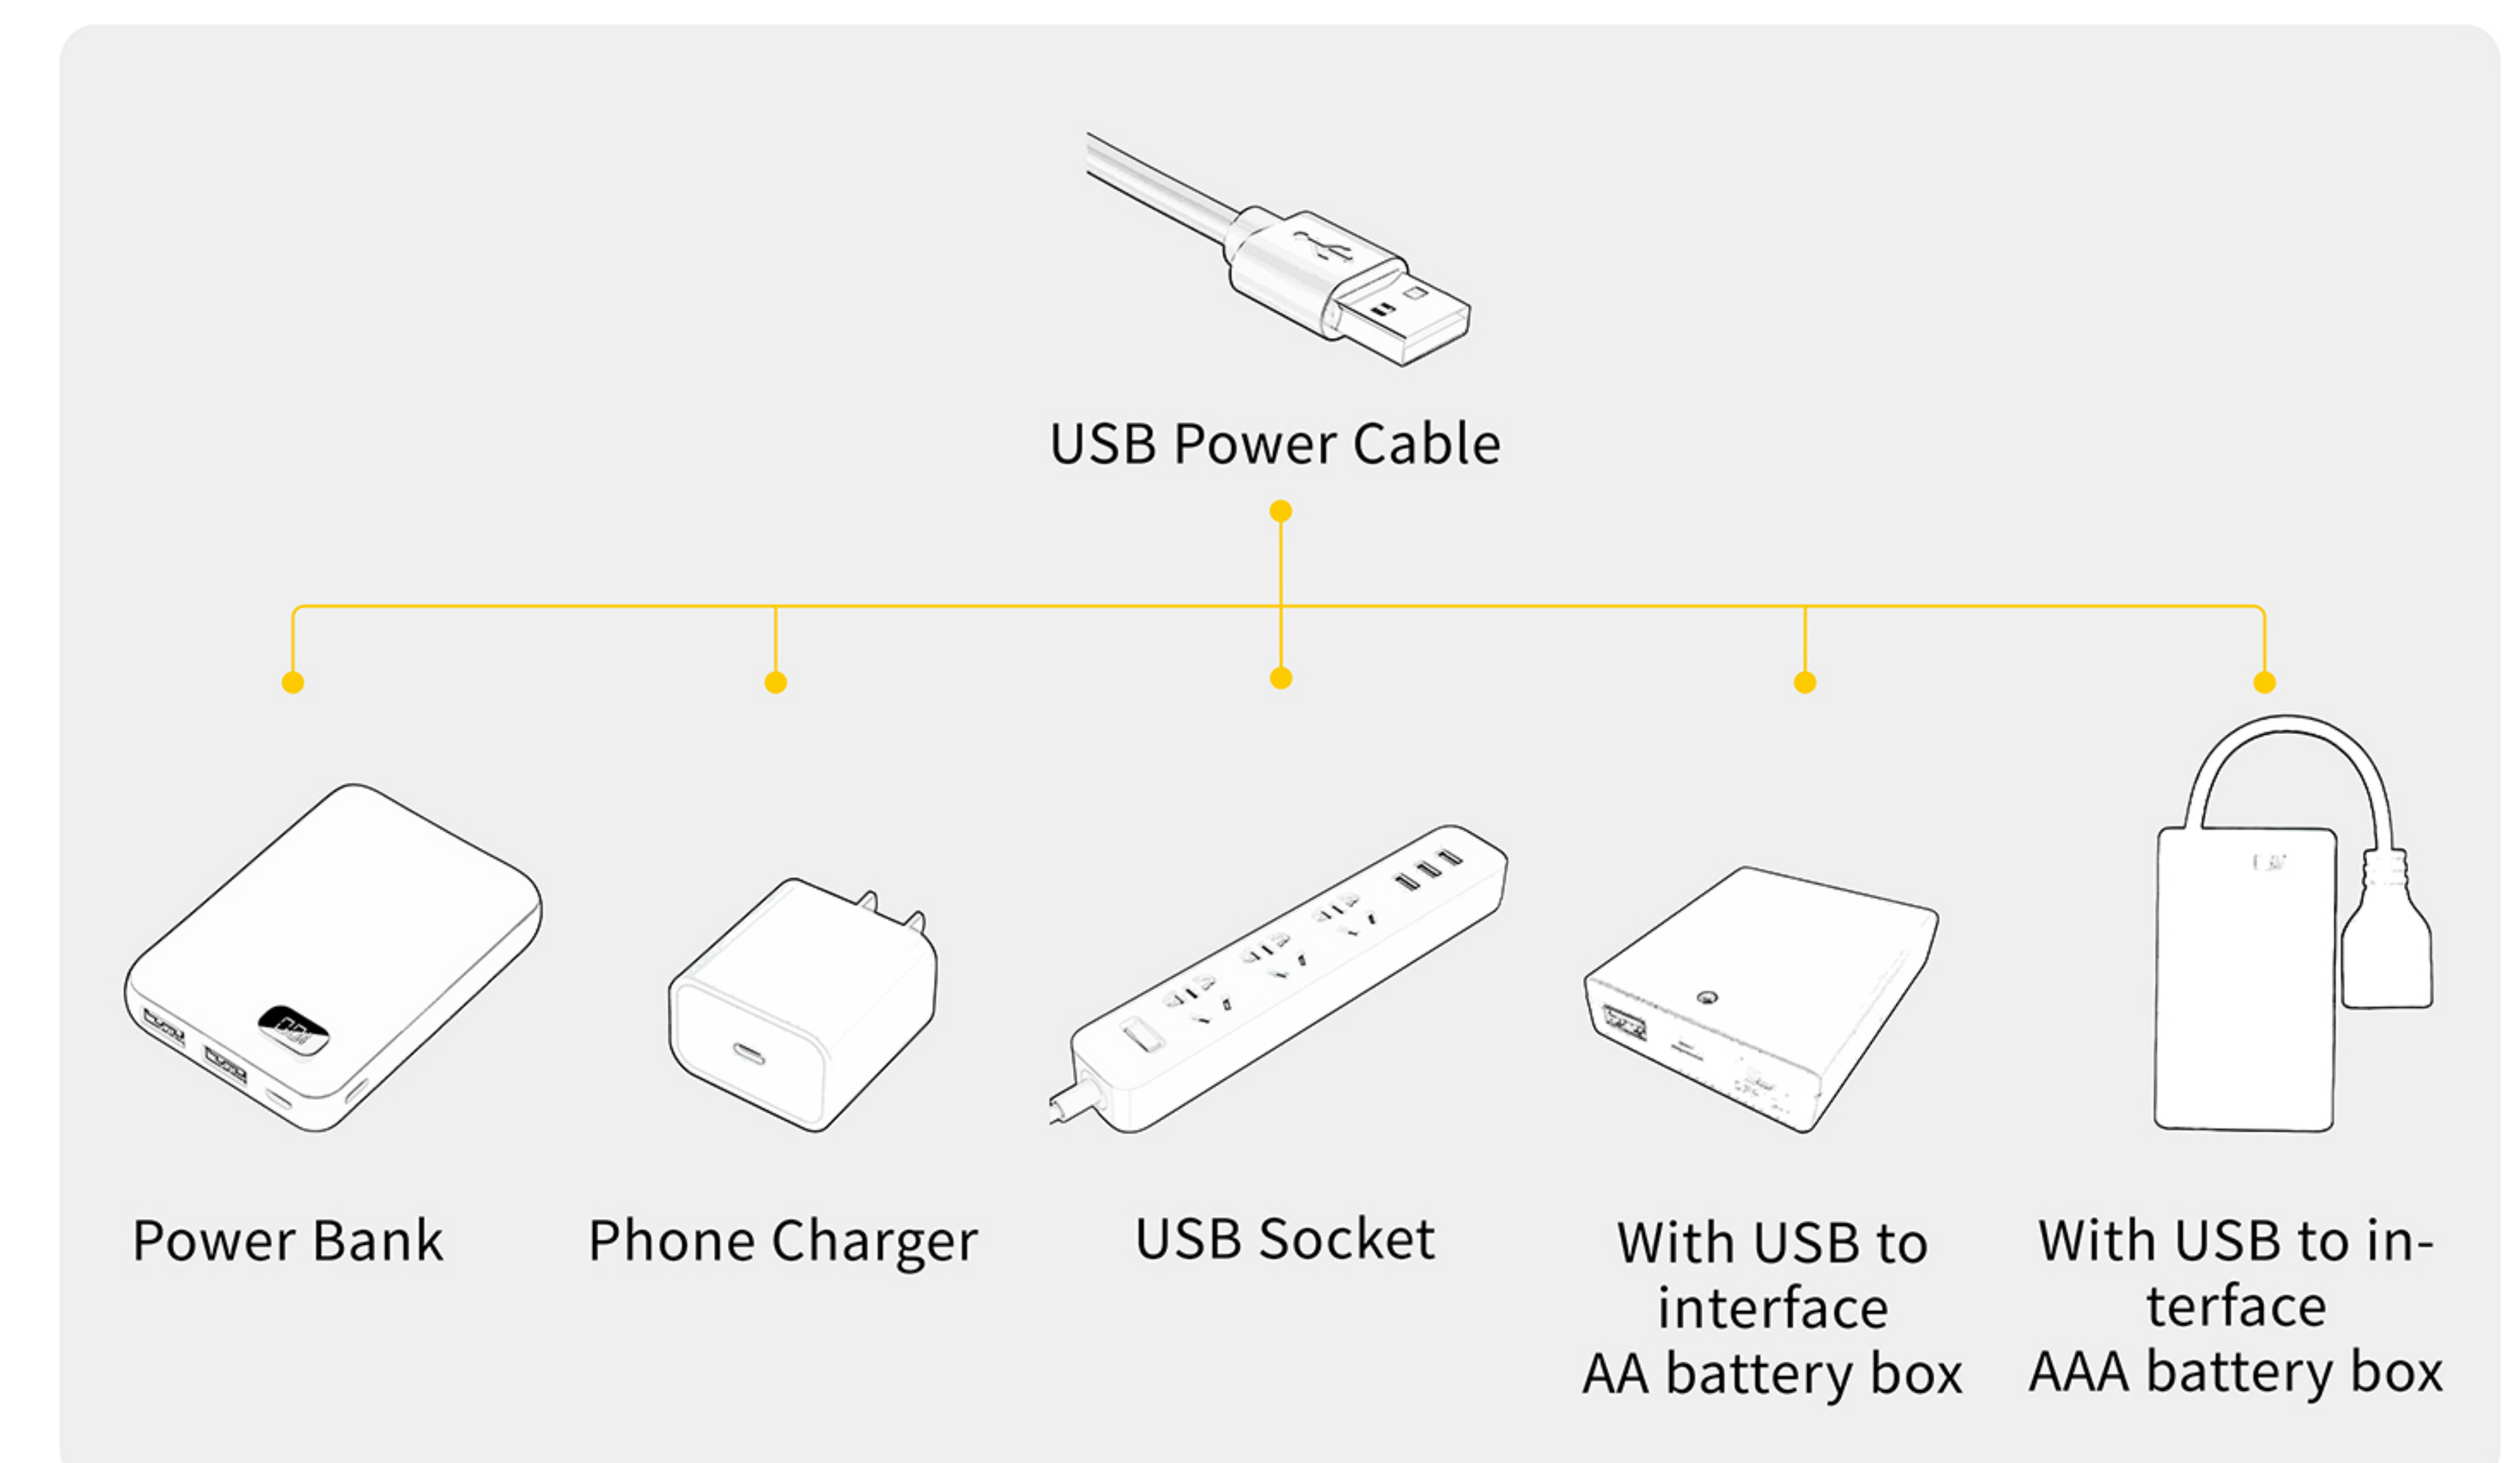 USB Power Cable
Power Bank
Phone Charger
USB Socket
With USB to
interface
AA battery box
With USB to in-
terface
AAA battery box